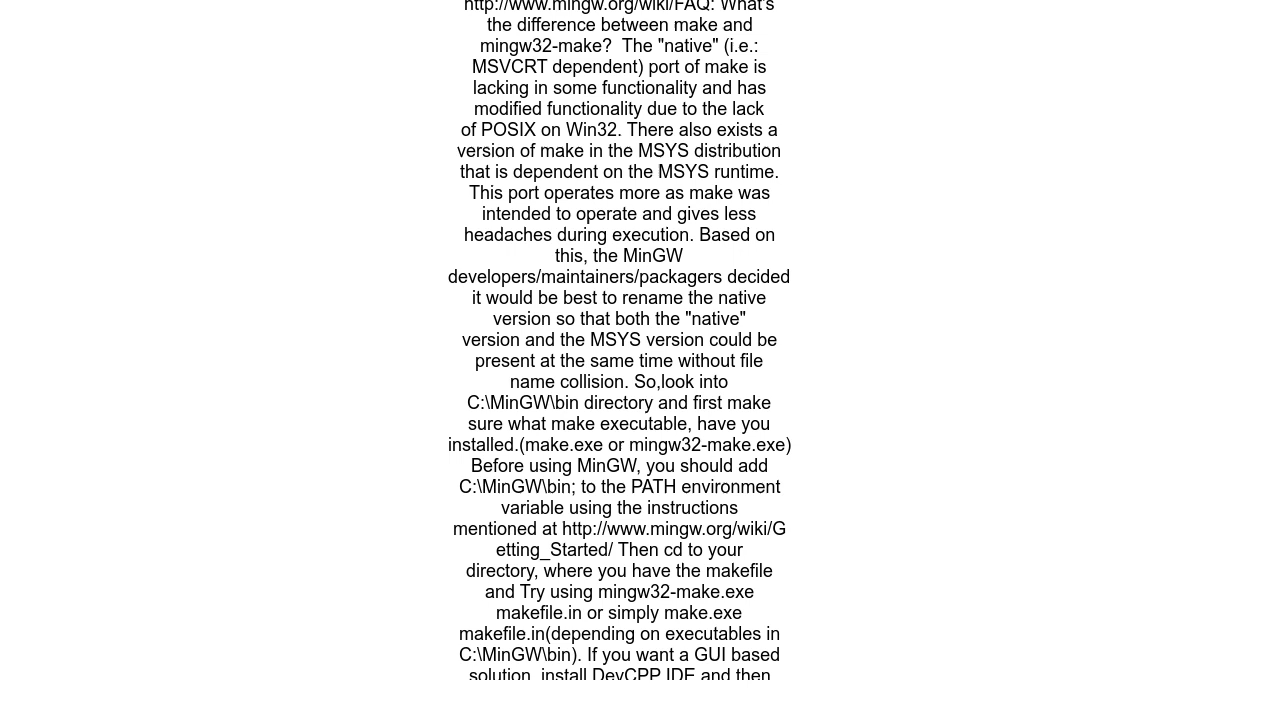 http://www.mingw.org/wiki/FAQ: What's
the difference between make and
mingw32-make?  The "native" (i.e.:
MSVCRT dependent) port of make is
lacking in some functionality and has
modified functionality due to the lack
of POSIX on Win32. There also exists a
version of make in the MSYS distribution
that is dependent on the MSYS runtime.
This port operates more as make was
intended to operate and gives less
headaches during execution. Based on
this, the MinGW
developers/maintainers/packagers decided
it would be best to rename the native
version so that both the "native"
version and the MSYS version could be
present at the same time without file
name collision. So,look into
C:\MinGW\bin directory and first make
sure what make executable, have you
installed.(make.exe or mingw32-make.exe)
Before using MinGW, you should add
C:\MinGW\bin; to the PATH environment
variable using the instructions
mentioned at http://www.mingw.org/wiki/G
etting_Started/ Then cd to your
directory, where you have the makefile
and Try using mingw32-make.exe
makefile.in or simply make.exe
makefile.in(depending on executables in
C:\MinGW\bin). If you want a GUI based
solution, install DevCPP IDE and then